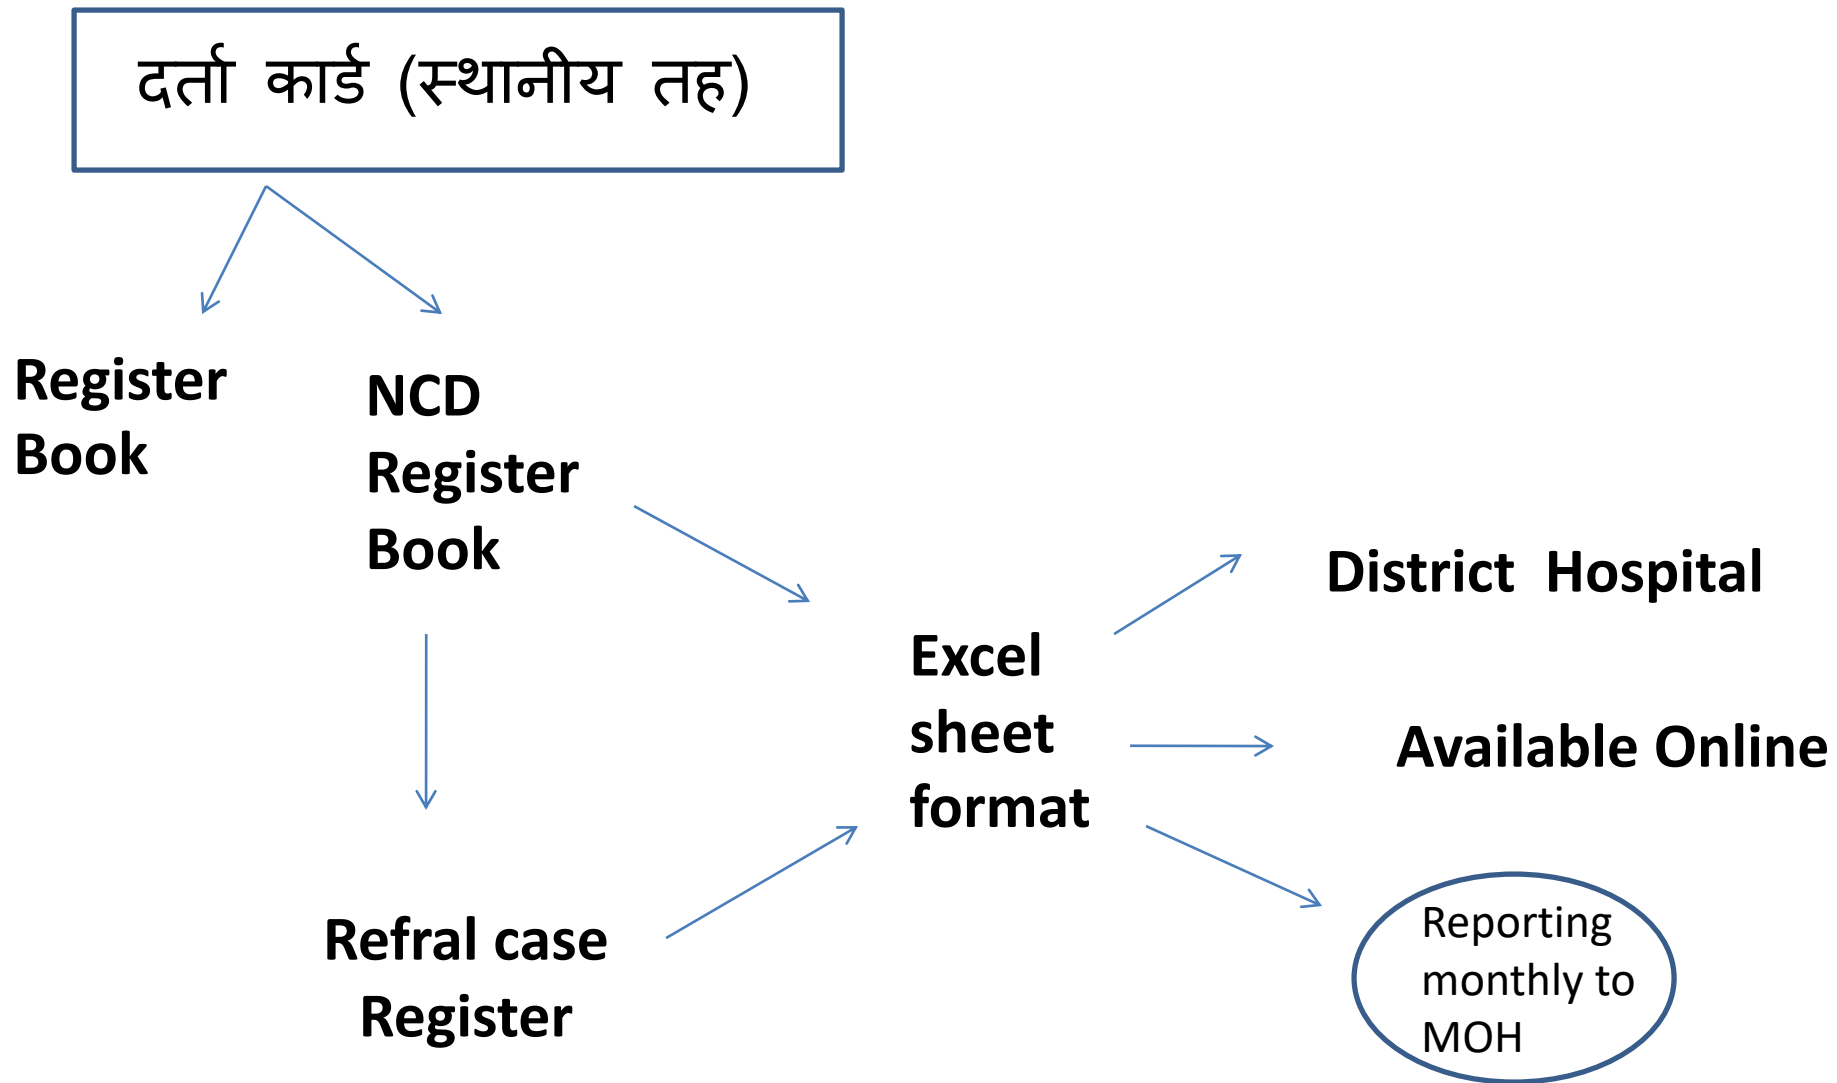 दर्ता कार्ड (स्थानीय तह)
Register
Book
NCD
Register
Book
Refral case
Register
Excel
sheet
format
District Hospital
Available Online
Reporting
monthly to
MOH